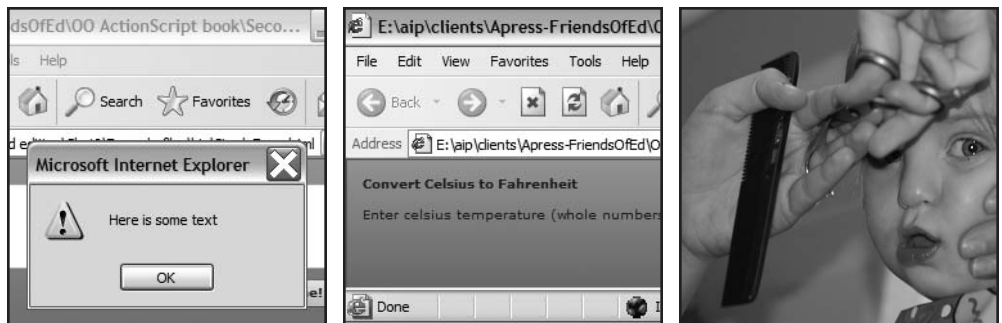 dsOfEd\OO ActionScript book\Seco...
ls Help
Search Favorites
Microsoft Internet Explorer
Here is some text
OK
e!
E:\aip\clients\Apress-FriendsOfEd\O
File Edit View Favorites Tools Help
Back
Address E:\aip\clients\Apress-FriendsOfEd\O
Convert Celsius to Fahrenheit
Enter celsius temperature (whole numbers
Done